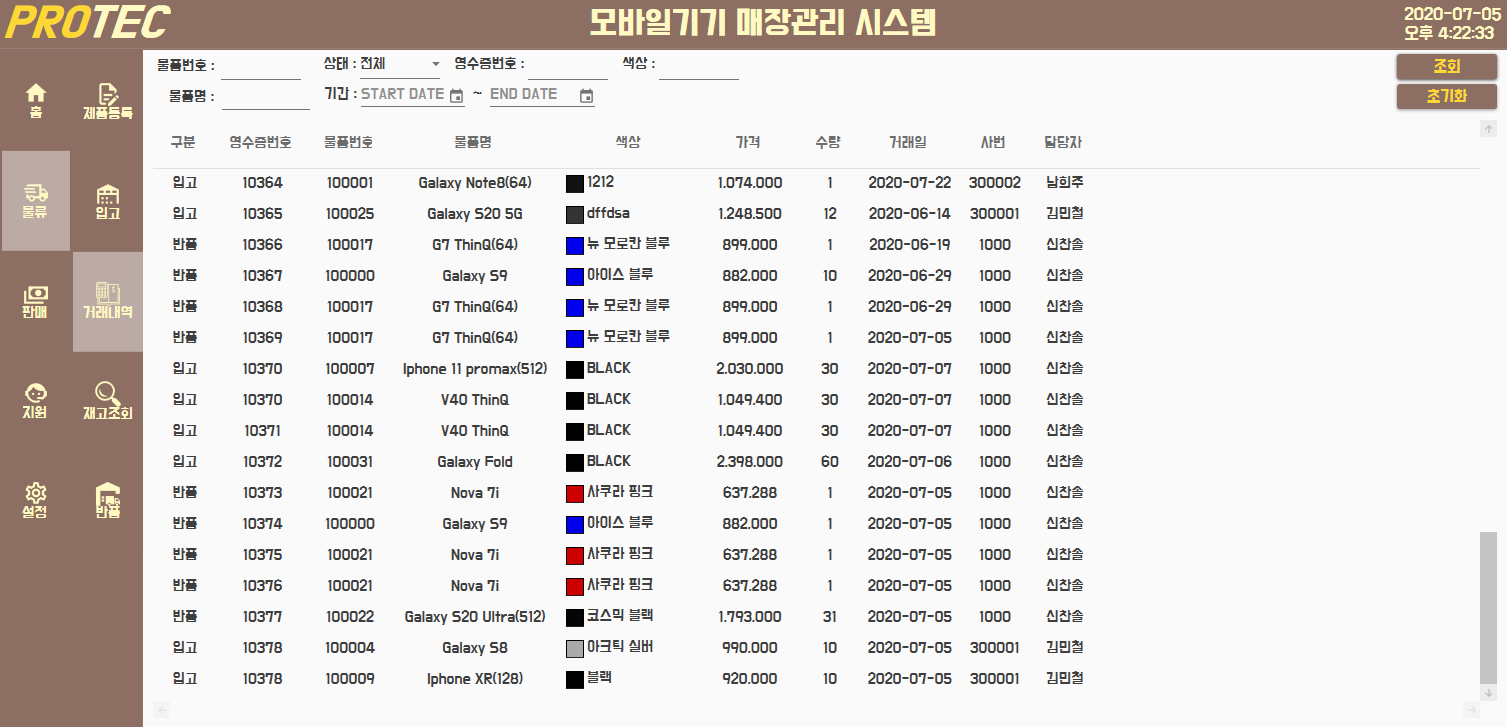 PROTEC
모바일기기 매장관리 시스템
2020-07-05
오후 4:22:33
물품번호 : 상태 : 전체 영수증번호 : 색상 :
조회
물품명 : 기간 : START DATE ~ END DATE
초기화
홈
제품등록
물류
입고
판매
거래내역
지원
재고조회
설정
반품
구분 영수증번호 물품번호 물품명 색상 가격 수량 거래일 사번 담당자
입고 10364 100001 Galaxy Note8(64) 1212 1.074.000 1 2020-07-22 300002 남희주
입고 10365 100025 Galaxy S20 5G dffdsa 1.248.500 12 2020-06-14 300001 김민철
반품 10366 100017 G7 ThinQ(64) 뉴 모로칸 블루 899.000 1 2020-06-19 1000 신찬솔
반품 10367 100000 Galaxy S9 아이스 블루 882.000 10 2020-06-29 1000 신찬솔
반품 10368 100017 G7 ThinQ(64) 뉴 모로칸 블루 899.000 1 2020-06-29 1000 신찬솔
반품 10369 100017 G7 ThinQ(64) 뉴 모로칸 블루 899.000 1 2020-07-05 1000 신찬솔
입고 10370 100007 Iphone 11 promax(512) BLACK 2.030.000 30 2020-07-07 1000 신찬솔
입고 10370 100014 V40 ThinQ BLACK 1.049.400 30 2020-07-07 1000 신찬솔
입고 10371 100014 V40 ThinQ BLACK 1.049.400 30 2020-07-07 1000 신찬솔
입고 10372 100031 Galaxy Fold BLACK 2.398.000 60 2020-07-06 1000 신찬솔
반품 10373 100021 Nova 7i 사쿠라 핑크 637.288 1 2020-07-05 1000 신찬솔
반품 10374 100000 Galaxy S9 아이스 블루 882.000 1 2020-07-05 1000 신찬솔
반품 10375 100021 Nova 7i 사쿠라 핑크 637.288 1 2020-07-05 1000 신찬솔
반품 10376 100021 Nova 7i 사쿠라 핑크 637.288 1 2020-07-05 1000 신찬솔
반품 10377 100022 Galaxy S20 Ultra(512) 코스믹 블랙 1.793.000 31 2020-07-05 1000 신찬솔
입고 10378 100004 Galaxy S8 아크틱 실버 990.000 10 2020-07-05 300001 김민철
입고 10378 100009 Iphone XR(128) 블랙 920.000 10 2020-07-05 300001 김민철